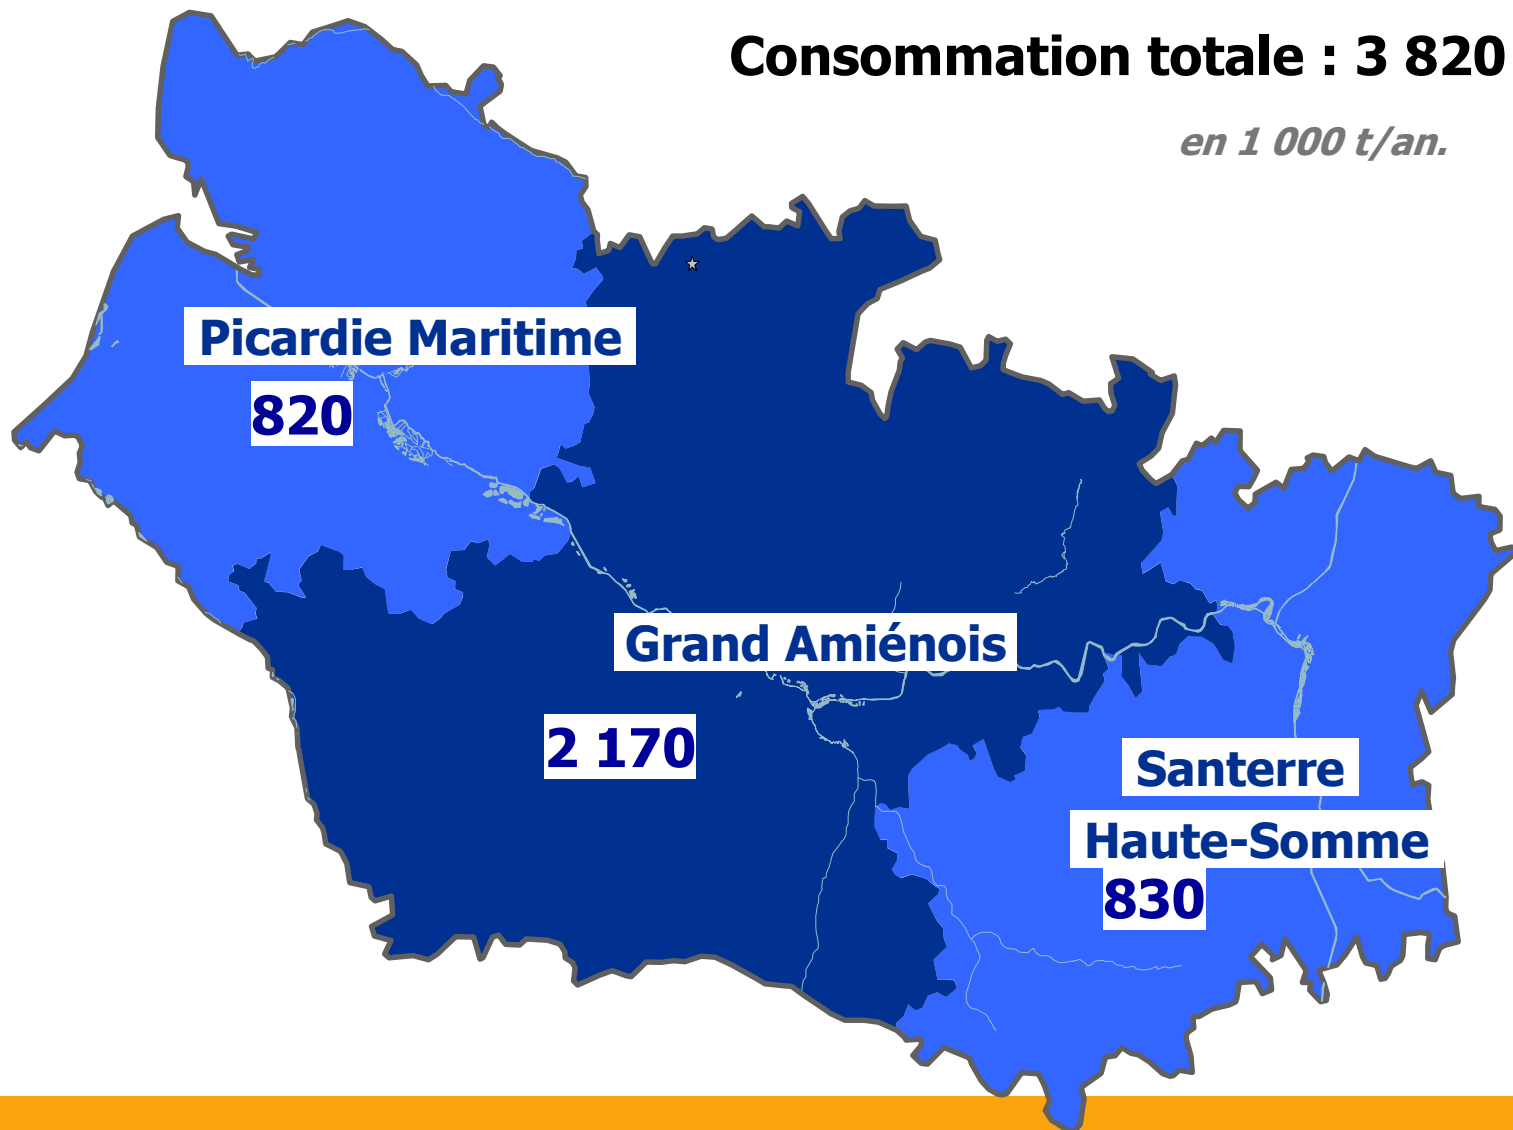 Consommation totale : 3 820
en 1 000 t/an.
Picardie Maritime
820
Grand Amiénois
2 170
Santerre
Haute-Somme
830